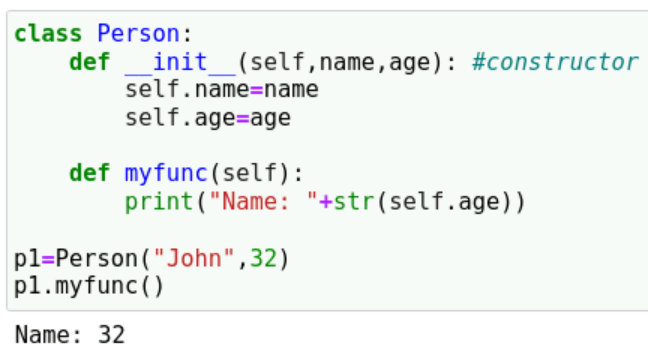 class Person:
    def __init__(self,name,age): #constructor
        self.name=name
        self.age=age
    def myfunc(self):
        print("Name: "+str(self.age))
p1=Person("John",32)
p1.myfunc()
Name: 32